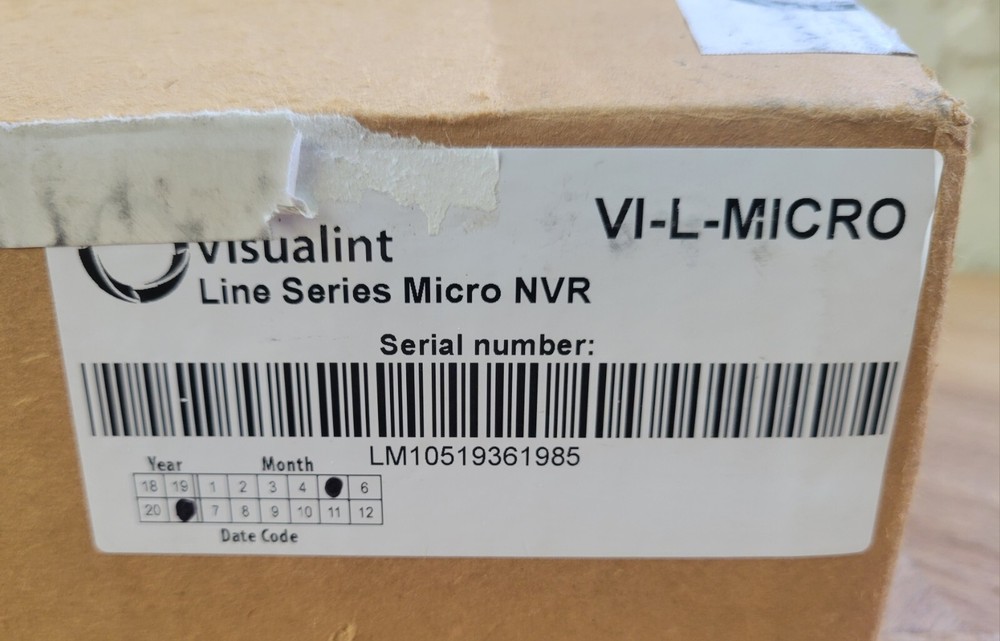 VI-L-MICRO
Visualint
Line Series Micro NVR
Serial number:
LM10519361985
Year Month
18 19 1 2 3 4 6
20 7 8 9 10 11 12
Date Code